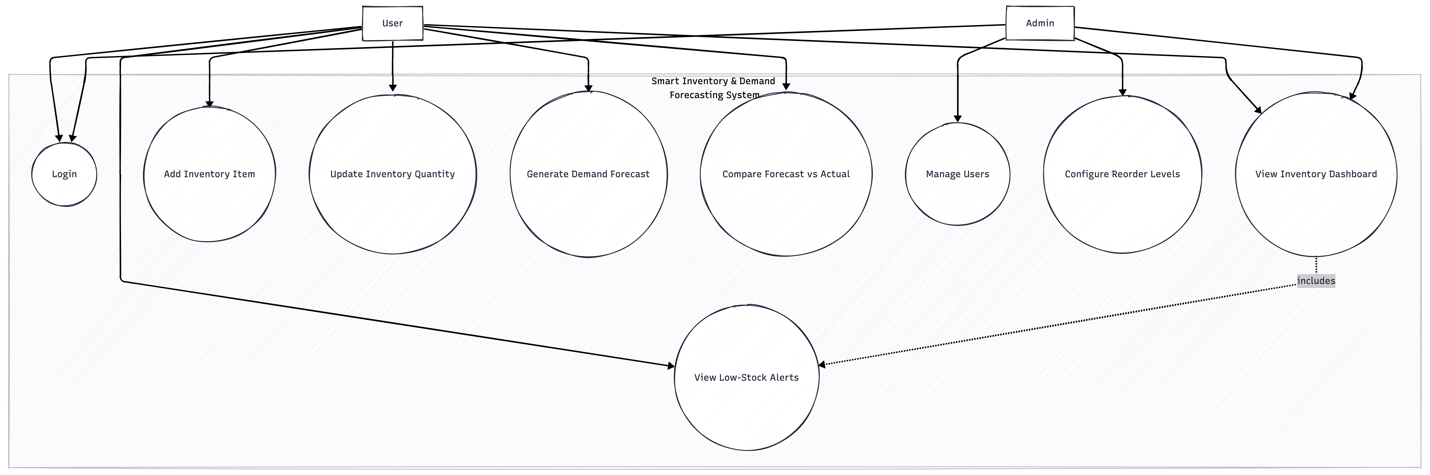 User
Admin
Smart Inventory & Demand
Forecasting System
Login
Add Inventory Item
Update Inventory Quantity
Generate Demand Forecast
Compare Forecast vs Actual
Manage Users
Configure Reorder Levels
View Inventory Dashboard
includes
View Low-Stock Alerts